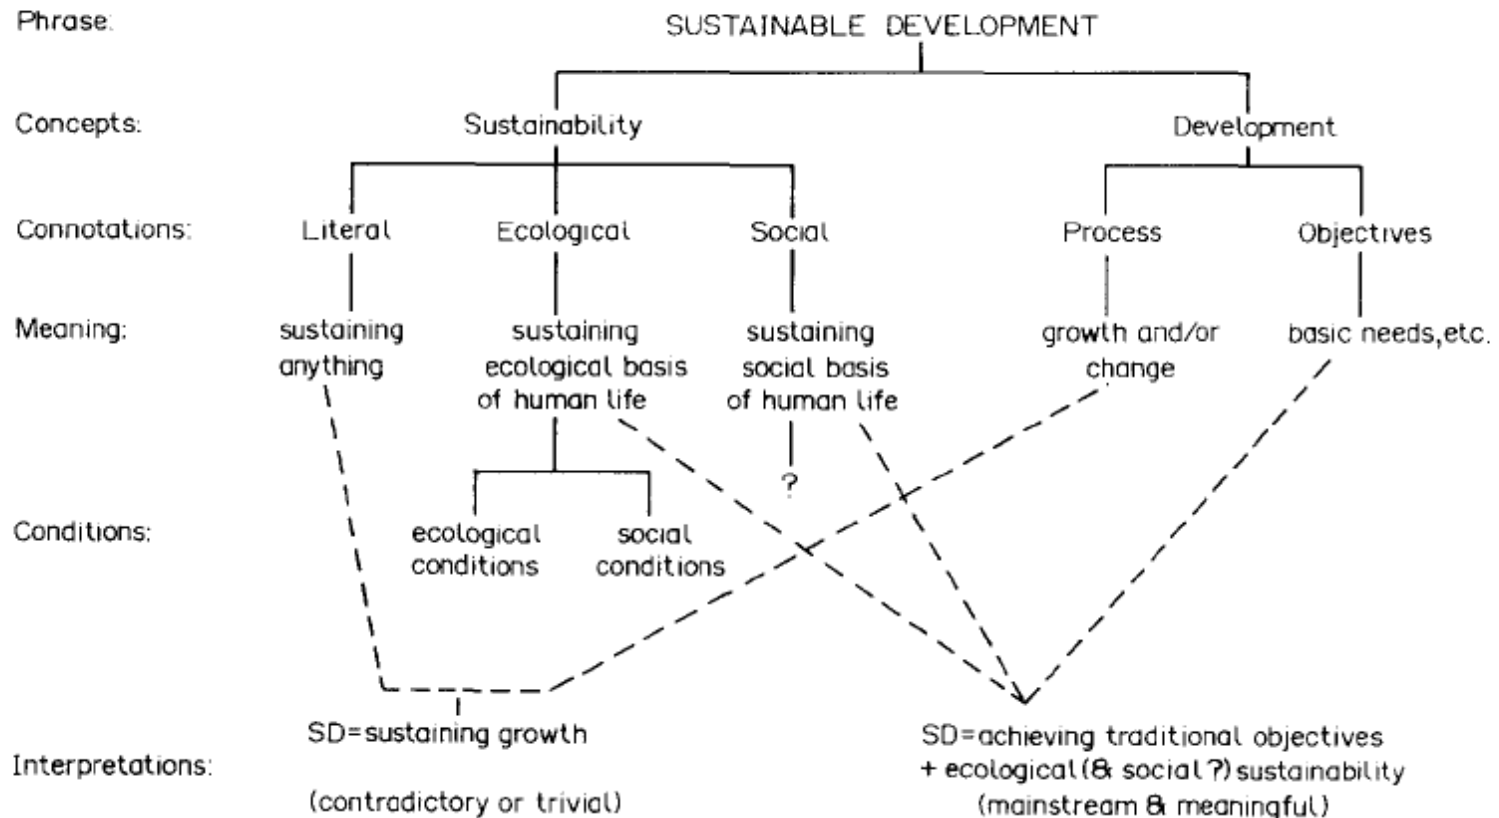 Phrase: SUSTAINABLE DEVELOPMENT
Concepts: Sustainability Development
Connotations: Literal Ecological Social Process Objectives
Meaning: sustaining sustaining sustaining growth and/or basic needs,etc.
anything ecological basis social basis change
of human life of human life
?
Conditions: ecological social
conditions conditions
SD=sustaining growth SD=achieving traditional objectives
Interpretations: + ecological(& social?) sustainability
(contradictory or trivial) (mainstream & meaningful)